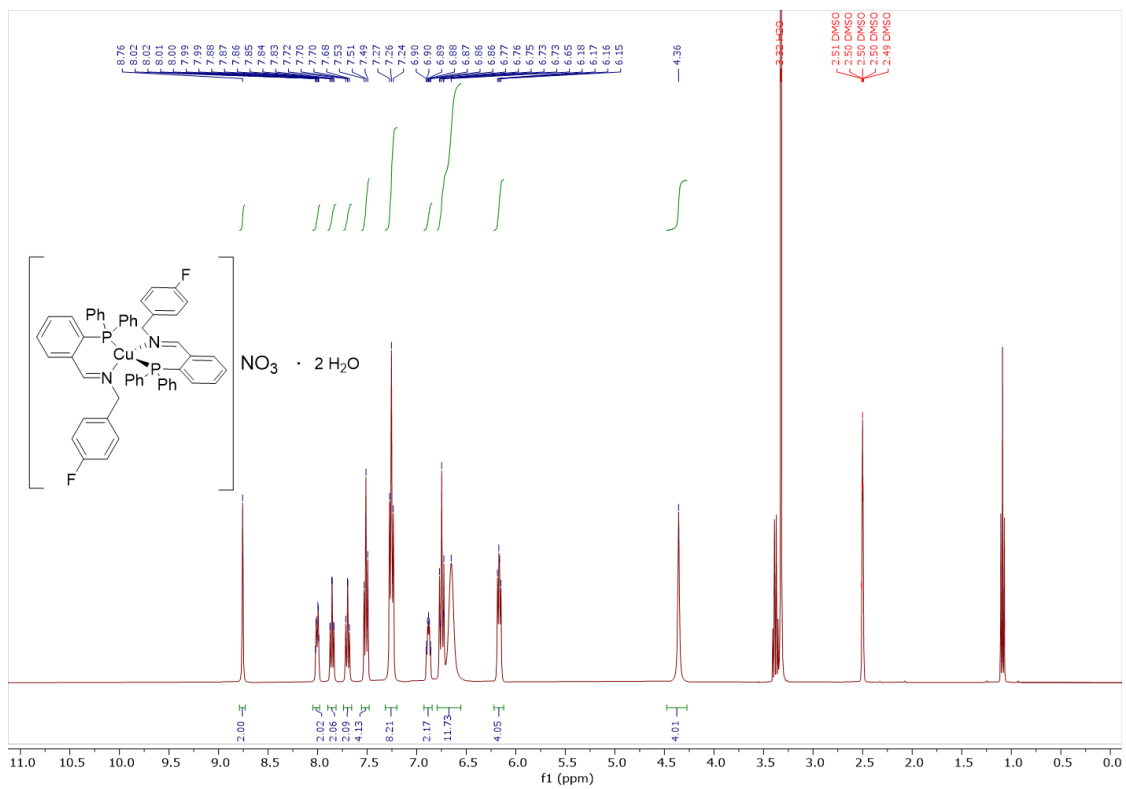 8.76
8.02
8.02
8.01
8.00
7.99
7.99
7.88
7.87
7.86
7.85
7.84
7.83
7.72
7.70
7.70
7.68
7.53
7.51
7.49
7.27
7.26
7.24
6.90
6.90
6.89
6.88
6.87
6.86
6.86
6.77
6.76
6.75
6.73
6.73
6.65
6.18
6.17
6.16
6.15
4.36
3.32 H2O
2.51 DMSO
2.50 DMSO
2.50 DMSO
2.50 DMSO
2.49 DMSO
F
Ph
Ph
P
N
Cu
N
P
Ph
Ph
F
NO₃ · 2 H₂O
2.00
2.02
2.06
2.09
4.13
8.21
2.17
11.73
4.05
4.01
11.0 10.5 10.0 9.5 9.0 8.5 8.0 7.5 7.0 6.5 6.0 5.5 5.0 4.5 4.0 3.5 3.0 2.5 2.0 1.5 1.0 0.5 0.0
f1 (ppm)